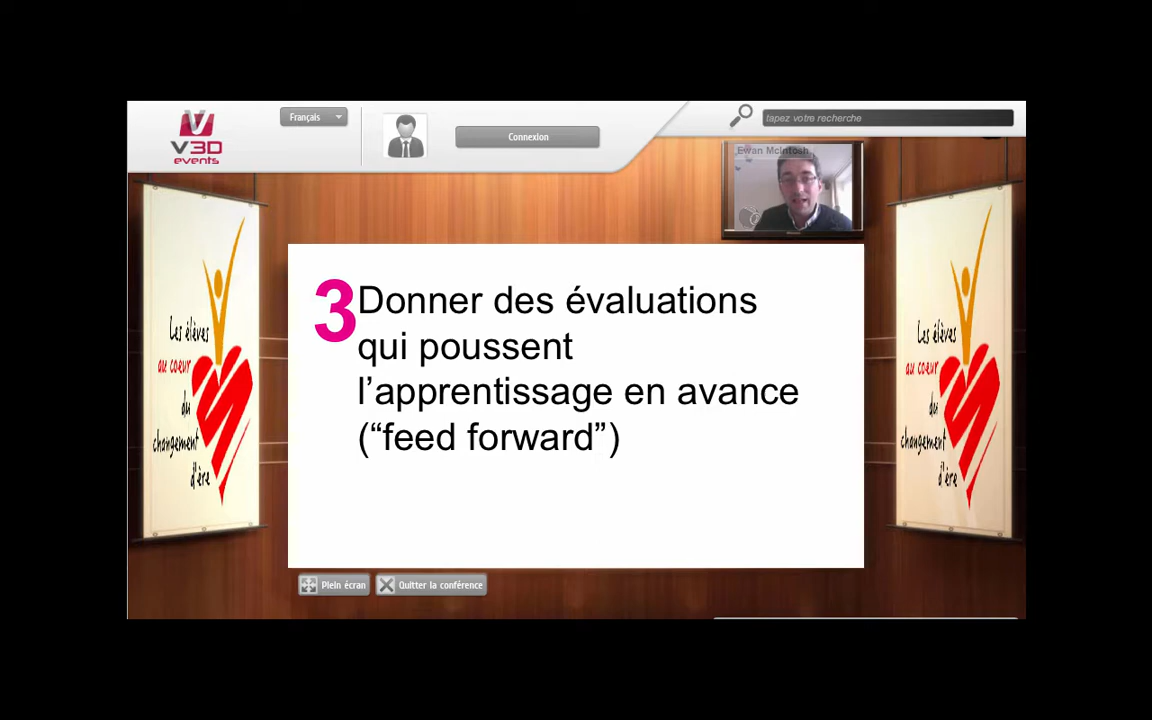 V3D
events
Français
Connexion
tapez votre recherche
Ewan McIntosh
Les élèves
au coeur
du
changement
d'ère
3 Donner des évaluations
qui poussent
l’apprentissage en avance
(“feed forward”)
Les élèves
au coeur
du
changement
d'ère
Plein écran
Quitter la conférence